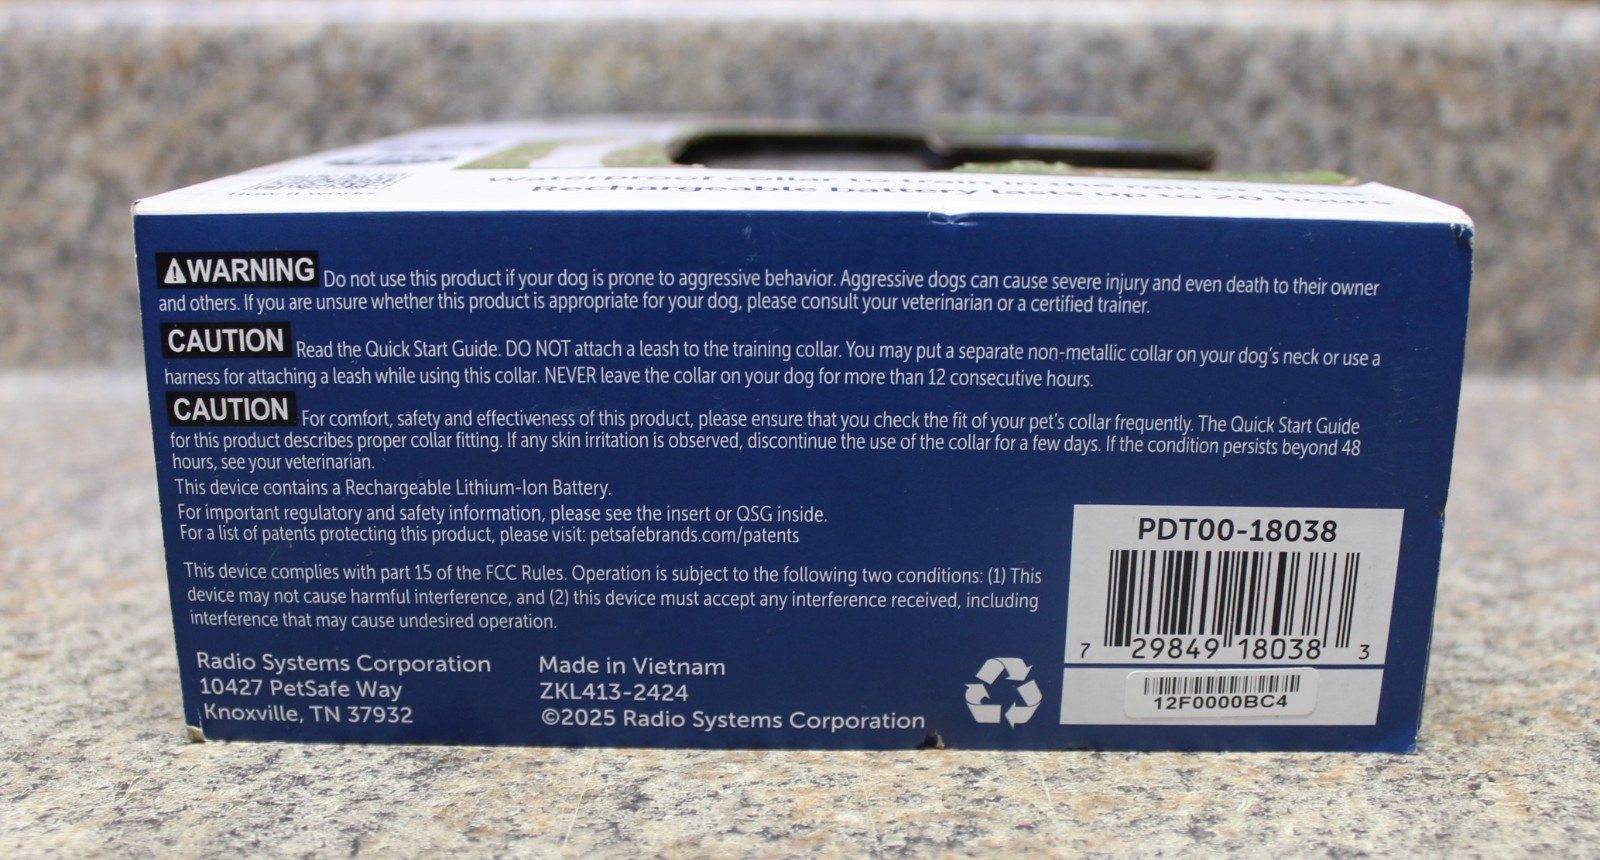 How it works
Waterproof collar to train in the rain or shine
Rechargeable battery lasts up to 20 hours
WARNING Do not use this product if your dog is prone to aggressive behavior. Aggressive dogs can cause severe injury and even death to their owner
and others. If you are unsure whether this product is appropriate for your dog, please consult your veterinarian or a certified trainer.
CAUTION Read the Quick Start Guide. DO NOT attach a leash to the training collar. You may put a separate non-metallic collar on your dog's neck or use a
harness for attaching a leash while using this collar. NEVER leave the collar on your dog for more than 12 consecutive hours.
CAUTION For comfort, safety and effectiveness of this product, please ensure that you check the fit of your pet's collar frequently. The Quick Start Guide
for this product describes proper collar fitting. If any skin irritation is observed, discontinue the use of the collar for a few days. If the condition persists beyond 48
hours, see your veterinarian.
This device contains a Rechargeable Lithium-Ion Battery.
For important regulatory and safety information, please see the insert or QSG inside.
For a list of patents protecting this product, please visit: petsafebrands.com/patents
This device complies with part 15 of the FCC Rules. Operation is subject to the following two conditions: (1) This
device may not cause harmful interference, and (2) this device must accept any interference received, including
interference that may cause undesired operation.
Radio Systems Corporation
10427 PetSafe Way
Knoxville, TN 37932
Made in Vietnam
ZKL413-2424
©2025 Radio Systems Corporation
PDT00-18038
7 29849 18038 3
12F0000BC4